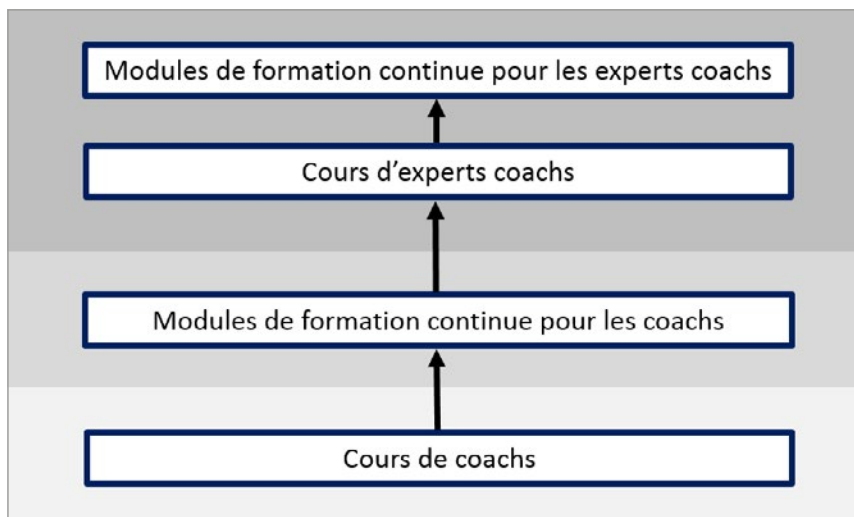 Modules de formation continue pour les experts coachs
Cours d'experts coachs
Modules de formation continue pour les coachs
Cours de coachs